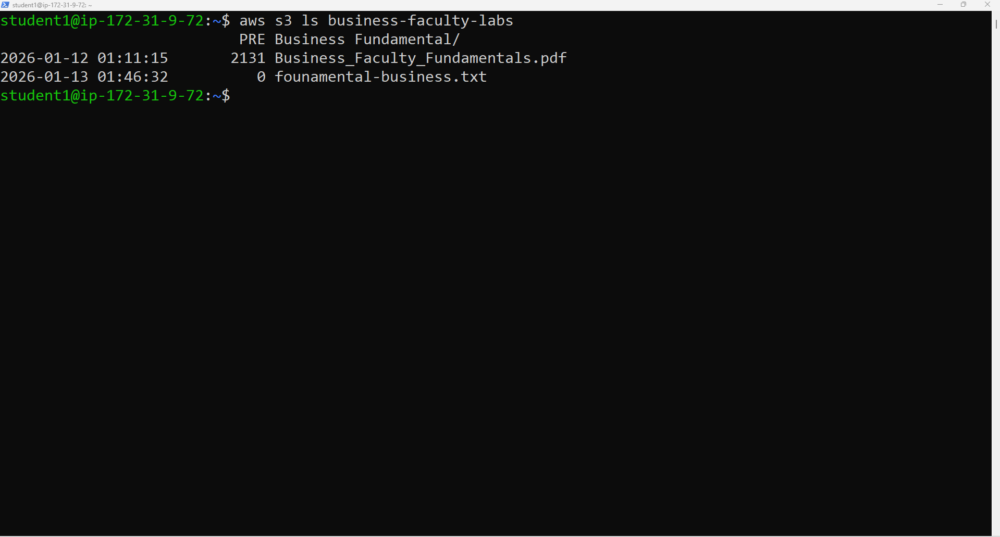 student1@ip-172-31-9-72: ~
student1@ip-172-31-9-72:~$ aws s3 ls business-faculty-labs
                           PRE Business Fundamental/
2026-01-12 01:11:15       2131 Business_Faculty_Fundamentals.pdf
2026-01-13 01:46:32          0 founamental-business.txt
student1@ip-172-31-9-72:~$